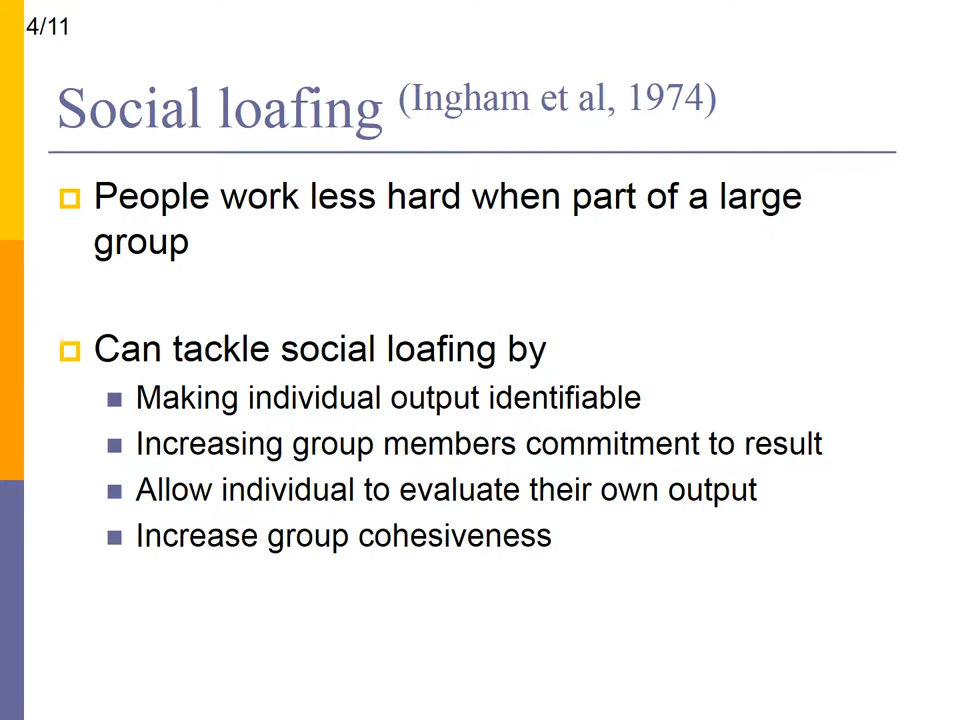 4/11
Social loafing (Ingham et al, 1974)
People work less hard when part of a large
group
Can tackle social loafing by
Making individual output identifiable
Increasing group members commitment to result
Allow individual to evaluate their own output
Increase group cohesiveness